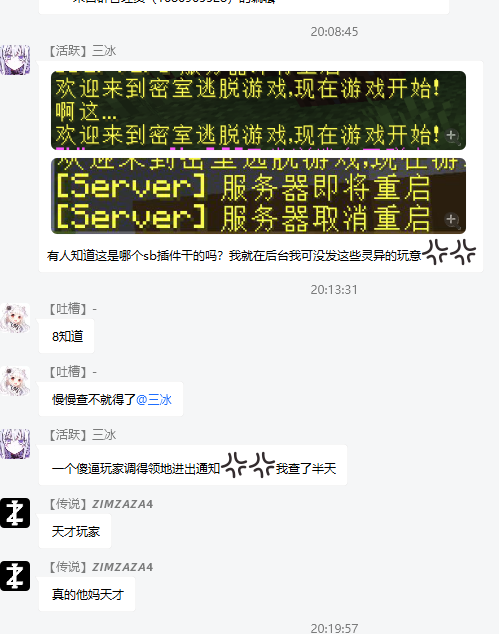 20:08:45
【活跃】三冰
欢迎来到密室逃脱游戏,现在游戏开始!
啊这...
欢迎来到密室逃脱游戏,现在游戏开始!
[Server] 服务器即将重启
[Server] 服务器取消重启
有人知道这是哪个sb插件干的吗？我就在后台我可没发这些灵异的玩意
20:13:31
【吐槽】-
8知道
【吐槽】-
慢慢查不就得了@三冰
【活跃】三冰
一个傻逼玩家调得领地进出通知 我查了半天
【传说】ZIMZAZA4
天才玩家
【传说】ZIMZAZA4
真的他妈天才
20:19:57